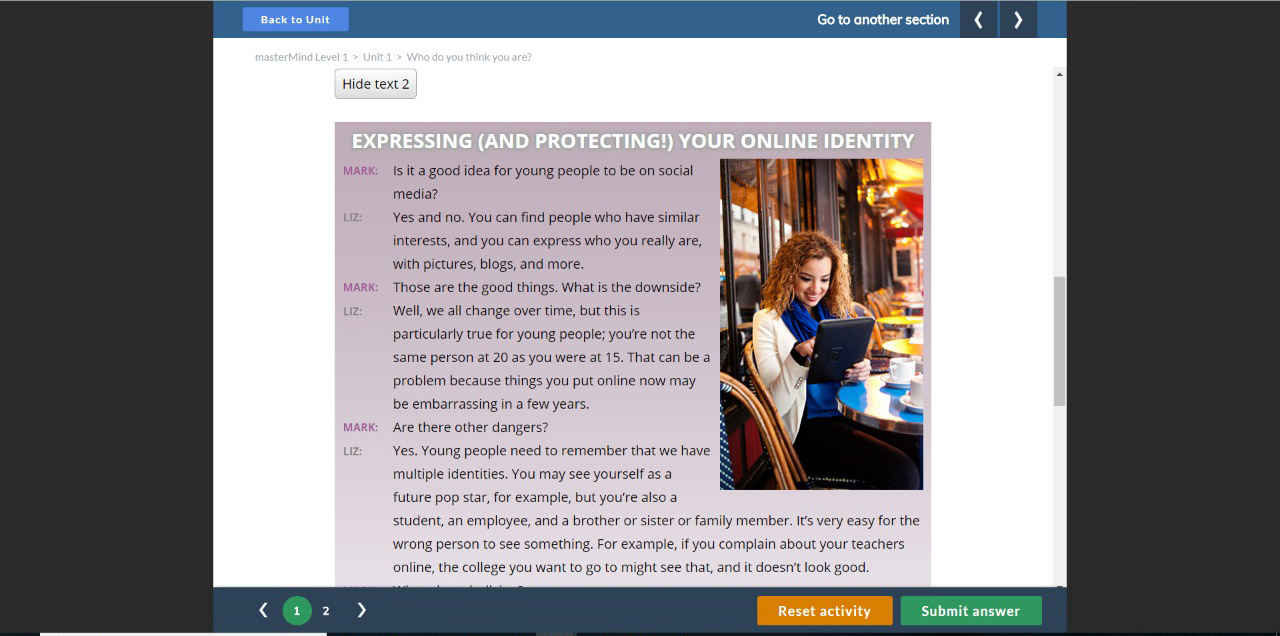 Back to Unit
Go to another section
masterMind Level 1 > Unit 1 > Who do you think you are?
Hide text 2
EXPRESSING (AND PROTECTING!) YOUR ONLINE IDENTITY
MARK: Is it a good idea for young people to be on social
media?
LIZ: Yes and no. You can find people who have similar
interests, and you can express who you really are,
with pictures, blogs, and more.
MARK: Those are the good things. What is the downside?
LIZ: Well, we all change over time, but this is
particularly true for young people; you’re not the
same person at 20 as you were at 15. That can be a
problem because things you put online now may
be embarrassing in a few years.
MARK: Are there other dangers?
LIZ: Yes. Young people need to remember that we have
multiple identities. You may see yourself as a
future pop star, for example, but you’re also a
student, an employee, and a brother or sister or family member. It’s very easy for the
wrong person to see something. For example, if you complain about your teachers
online, the college you want to go to might see that, and it doesn’t look good.
1 2
Reset activity
Submit answer